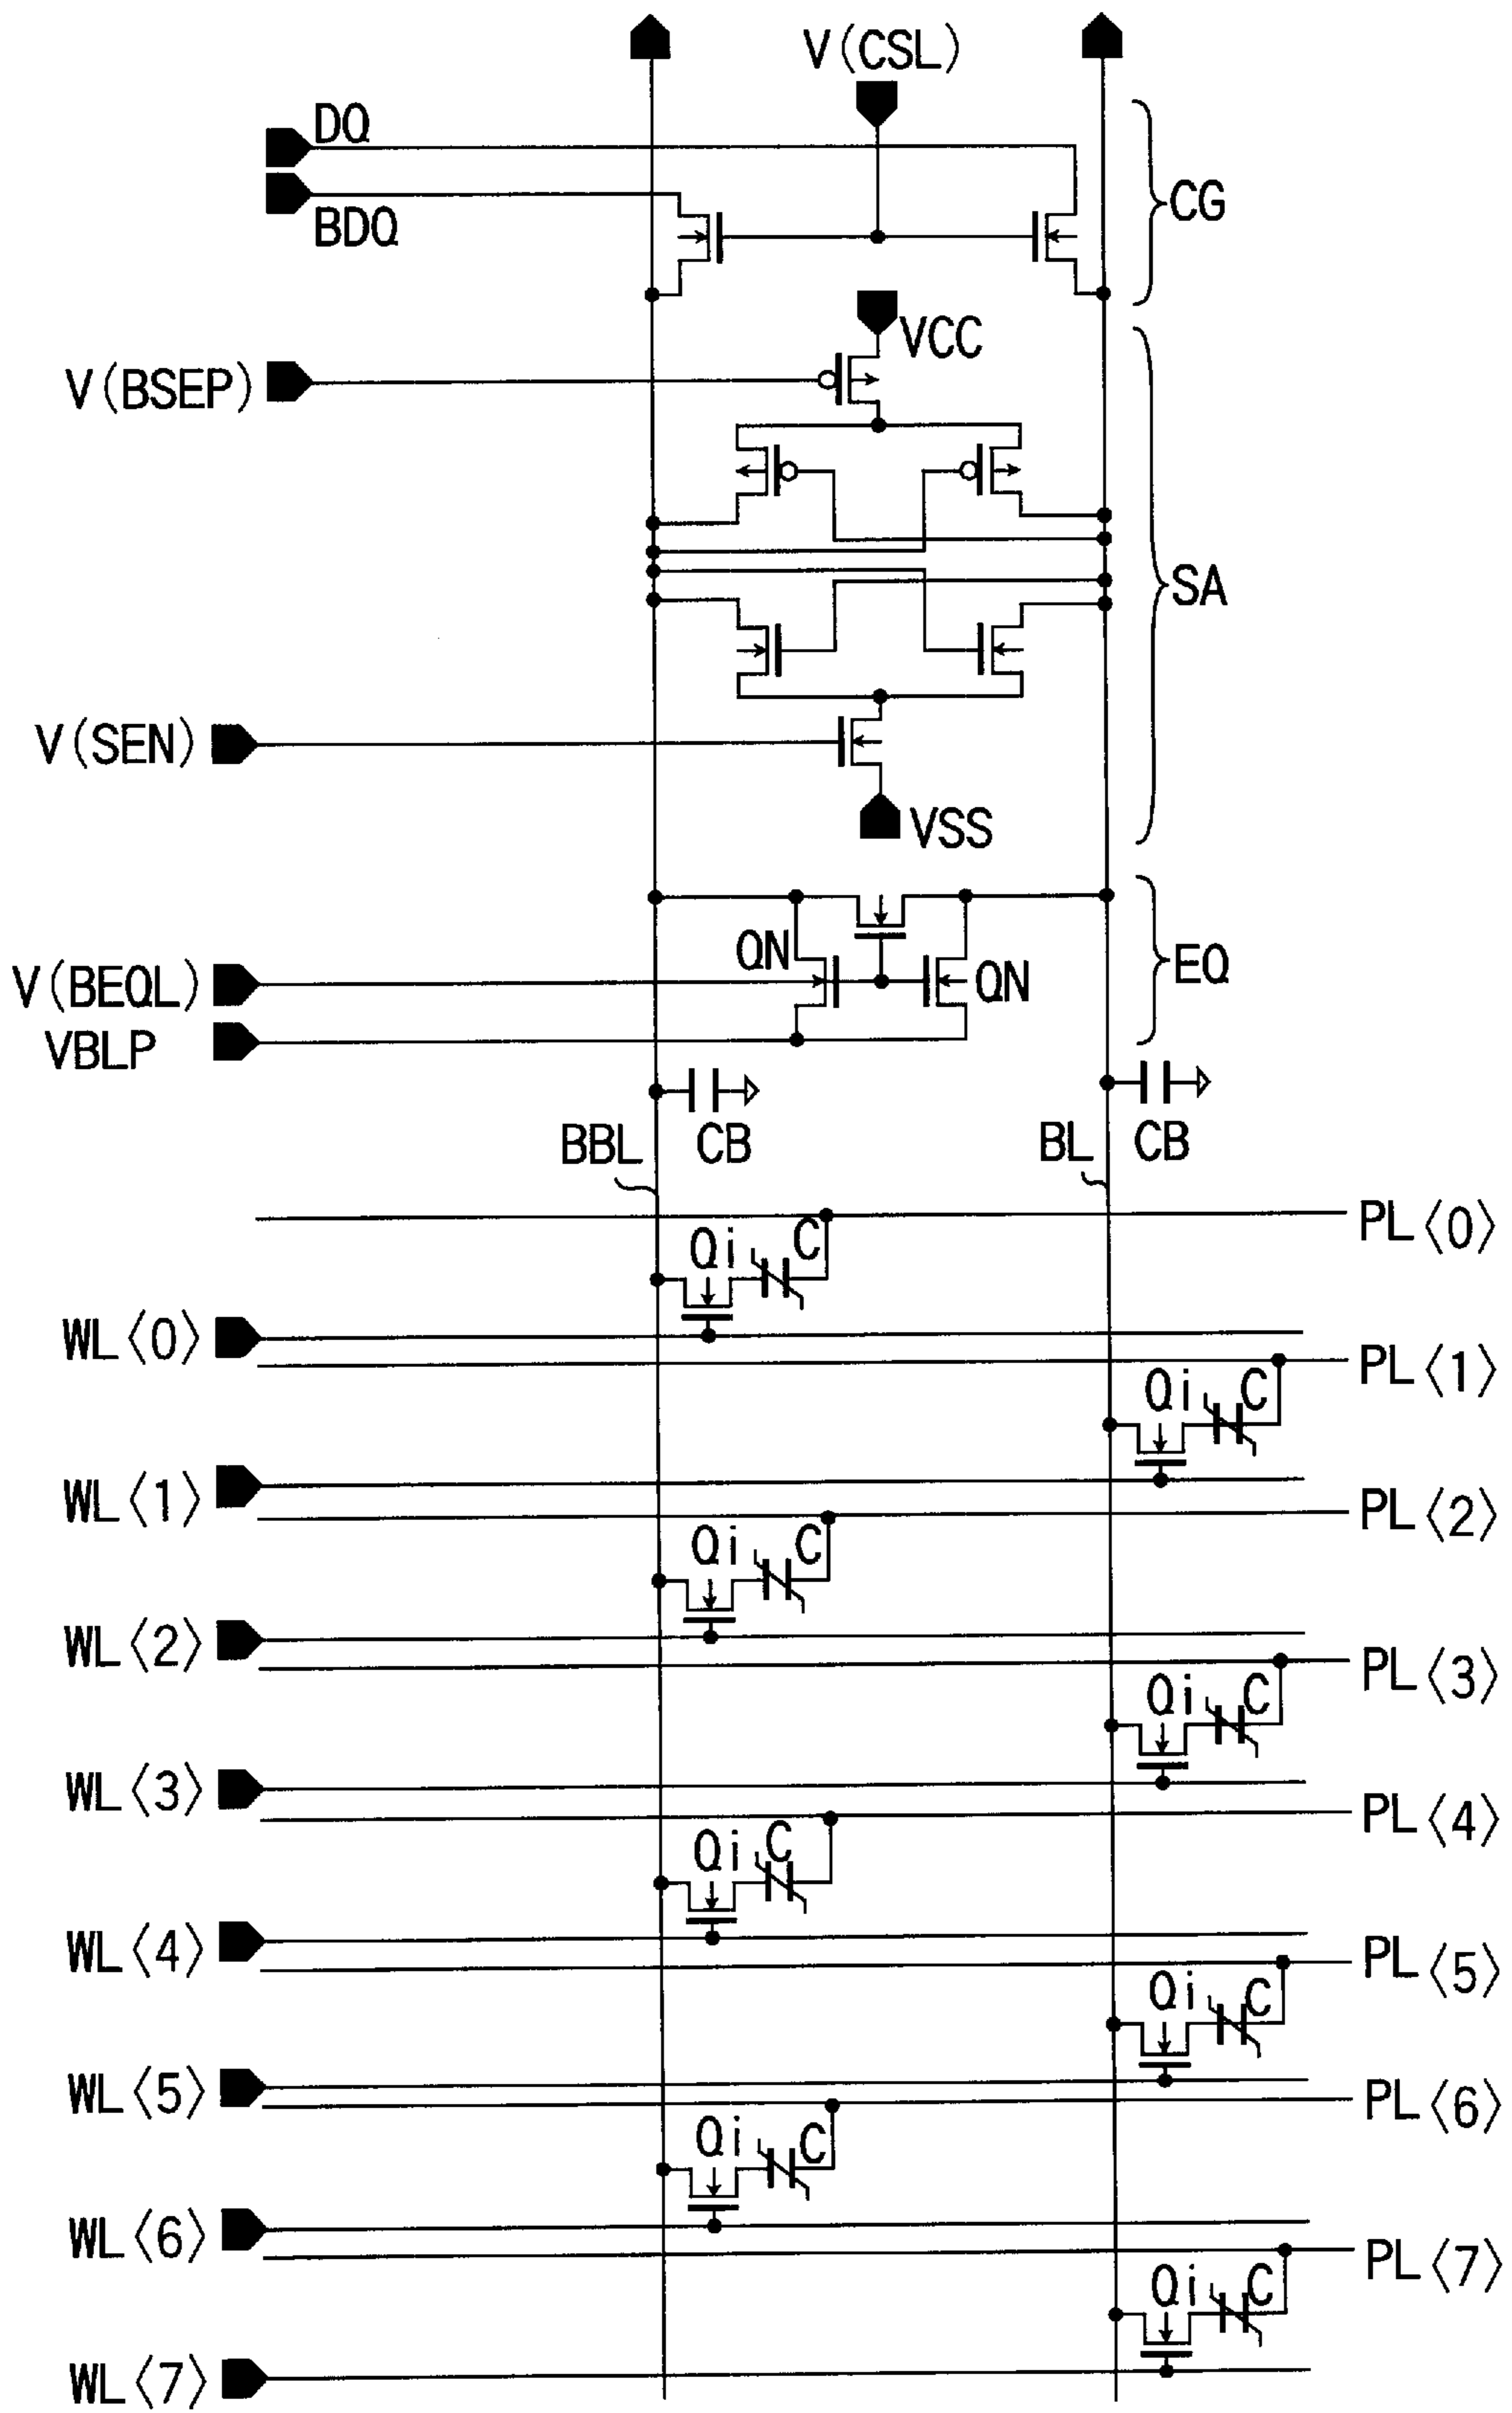 V(CSL)
DQ
BDQ
CG
VCC
V(BSEP)
SA
V(SEN)
VSS
QN
QN
EQ
V(BEQL)
VBLP
BBL
CB
BL
CB
PL〈0〉
Qi
C
WL〈0〉
PL〈1〉
Qi
C
WL〈1〉
PL〈2〉
Qi
C
WL〈2〉
PL〈3〉
Qi
C
WL〈3〉
PL〈4〉
Qi
C
WL〈4〉
PL〈5〉
Qi
C
WL〈5〉
PL〈6〉
Qi
C
WL〈6〉
PL〈7〉
Qi
C
WL〈7〉